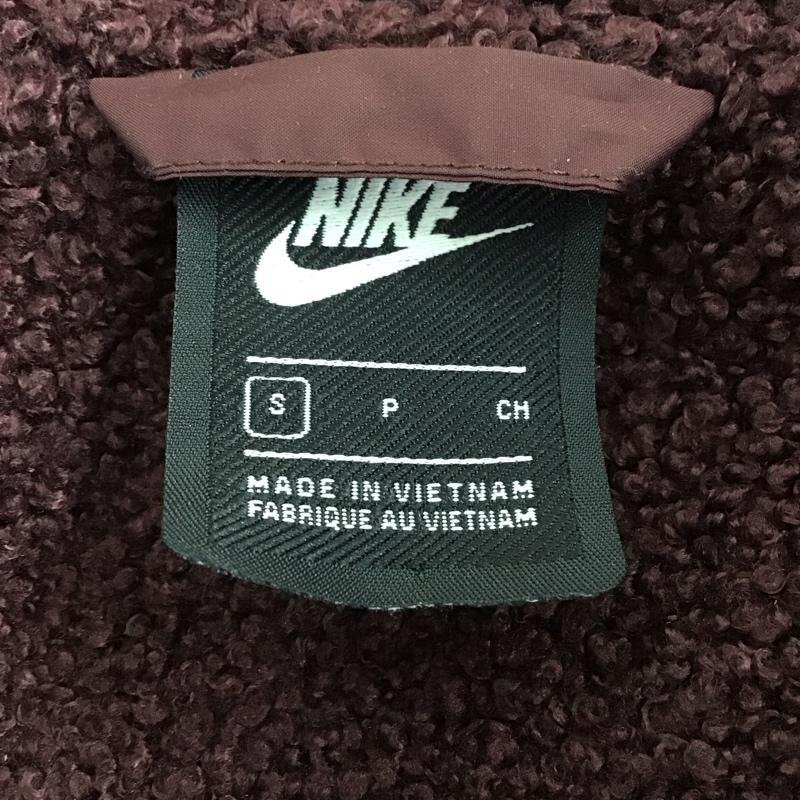 NIKE
S P CH
MADE IN VIETNAM
FABRIQUE AU VIETNAM